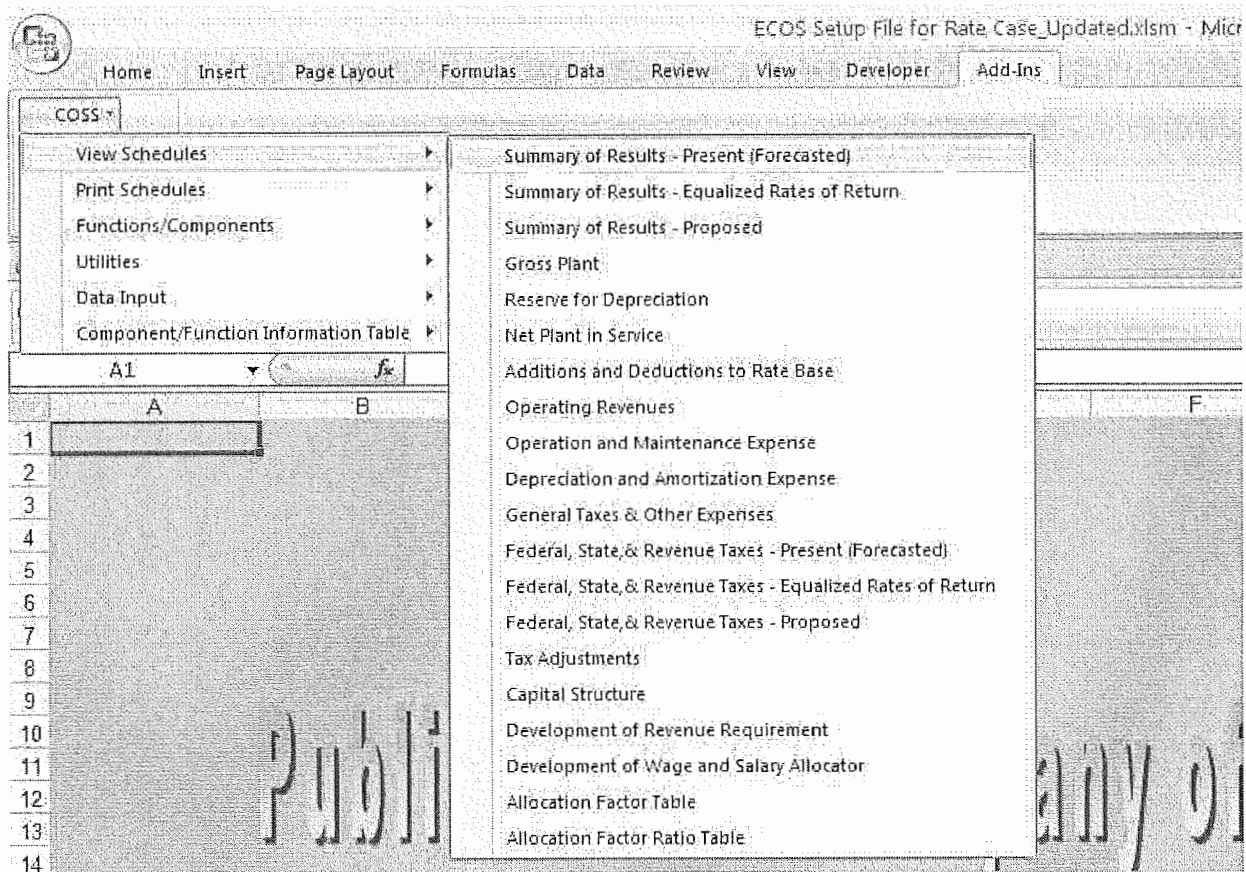 ECOS Setup File for Rate Case_Updated.xlsm - Micr
Home Insert Page Layout Formulas Data Review View Developer Add-Ins
COSS
View Schedules
Print Schedules
Functions/Components
Utilities
Data Input
Component/Function Information Table
Summary of Results - Present (Forecasted)
Summary of Results - Equalized Rates of Return
Summary of Results - Proposed
Gross Plant
Reserve for Depreciation
Net Plant in Service
Additions and Deductions to Rate Base
Operating Revenues
Operation and Maintenance Expense
Depreciation and Amortization Expense
General Taxes & Other Expenses
Federal, State,& Revenue Taxes - Present (Forecasted)
Federal, State,& Revenue Taxes - Equalized Rates of Return
Federal, State,& Revenue Taxes - Proposed
Tax Adjustments
Capital Structure
Development of Revenue Requirement
Development of Wage and Salary Allocator
Allocation Factor Table
Allocation Factor Ratio Table
A1 fx
A B F
1
2
3
4
5
6
7
8
9
10
11
12
13
14
Publi any of